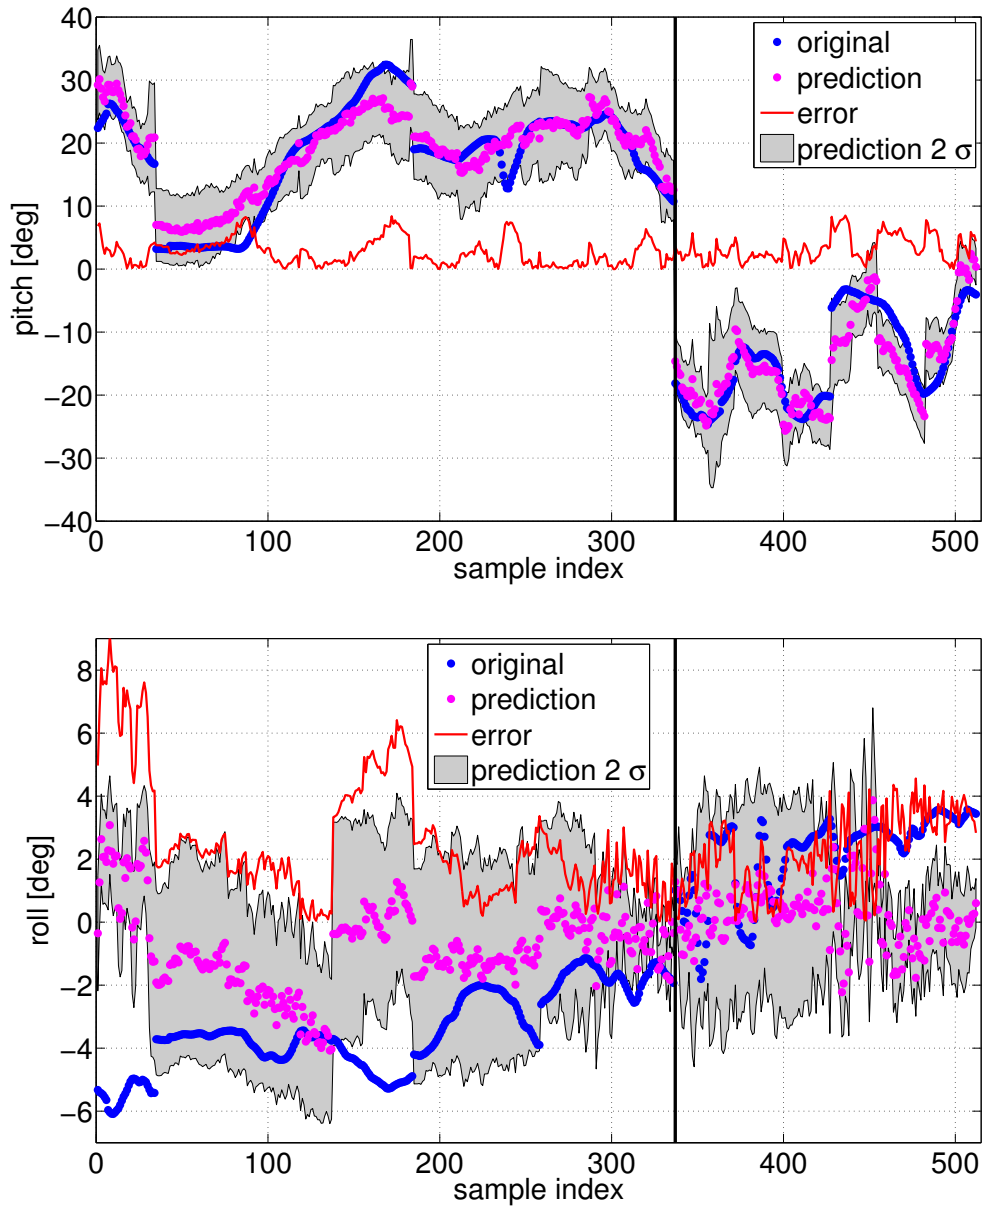 40
30
20
10
0
−10
−20
−30
−40
pitch [deg]
0
100
200
300
400
500
sample index
original
prediction
error
prediction 2 σ
8
6
4
2
0
−2
−4
−6
roll [deg]
0
100
200
300
400
500
sample index
original
prediction
error
prediction 2 σ